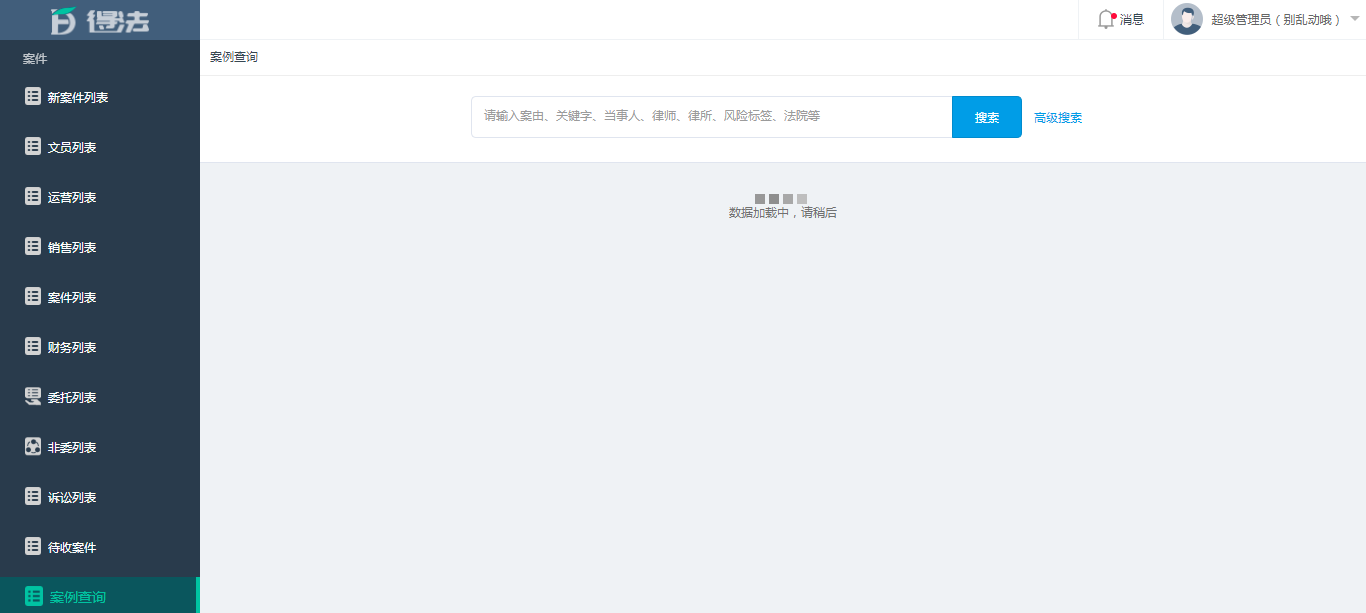 得法
消息
超级管理员（别乱动哦）
案件
新案件列表
文员列表
运营列表
销售列表
案件列表
财务列表
委托列表
非委列表
诉讼列表
待收案件
案例查询
案例查询
请输入案由、关键字、当事人、律师、律所、风险标签、法院等
搜索
高级搜索
数据加载中，请稍后